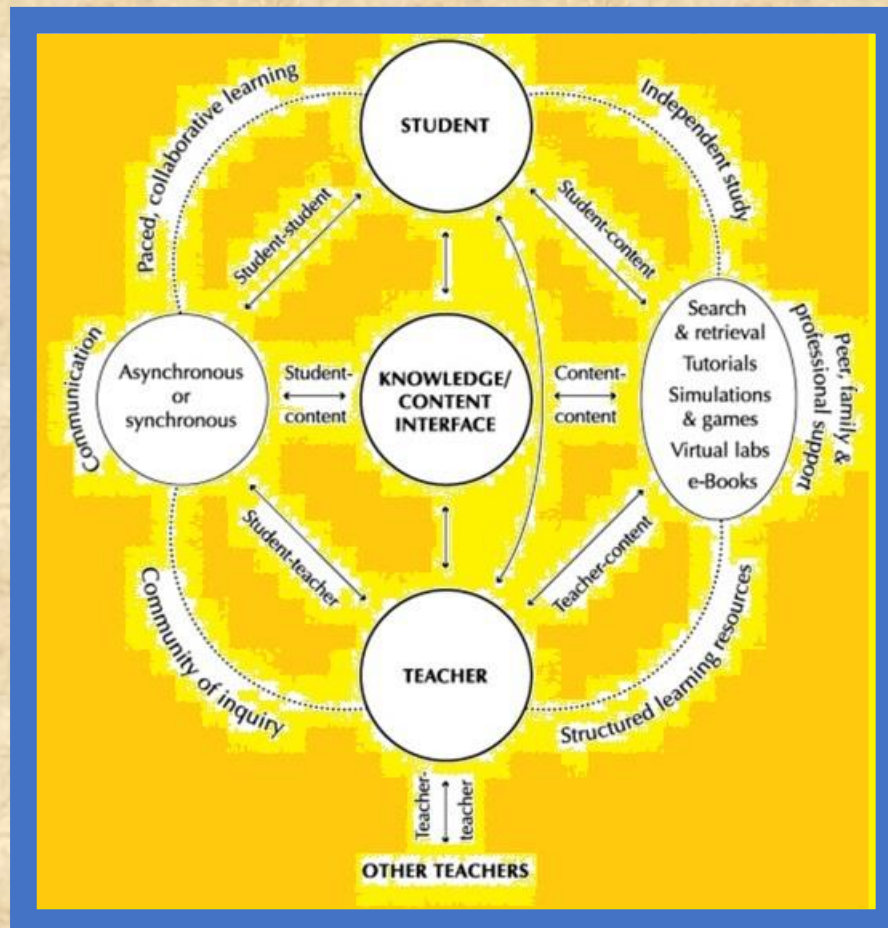 STUDENT
Paced, collaborative learning
Independent study
Student-student
Student-content
Communication
Asynchronous
or
synchronous
Student-
content
KNOWLEDGE/
CONTENT
INTERFACE
Content-
content
Search
& retrieval
Tutorials
Simulations
& games
Virtual labs
e-Books
Peer, family &
professional support
Student-teacher
Teacher-content
Community of inquiry
TEACHER
Structured learning resources
Teacher-
teacher
OTHER TEACHERS